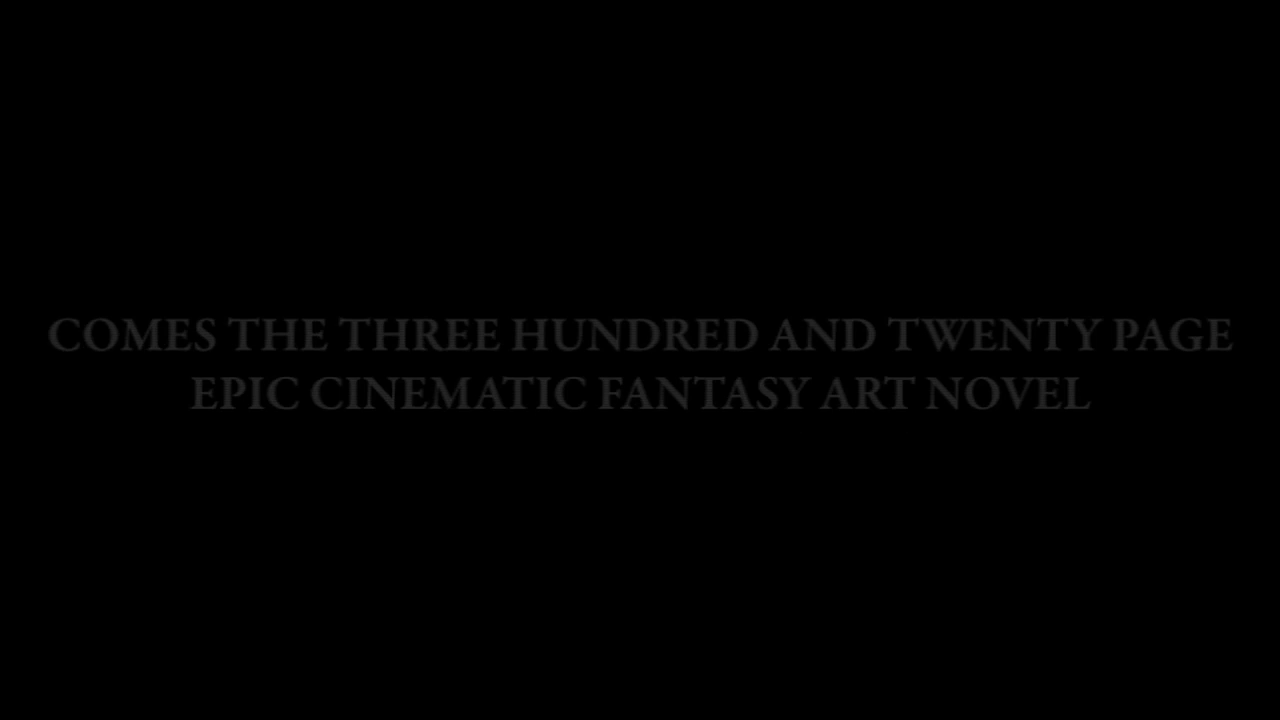 COMES THE THREE HUNDRED AND TWENTY PAGE
EPIC CINEMATIC FANTASY ART NOVEL